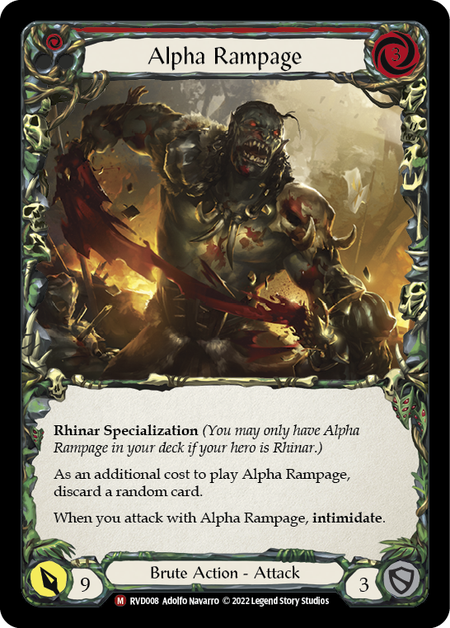 Alpha Rampage
3
Rhinar Specialization (You may only have Alpha
Rampage in your deck if your hero is Rhinar.)
As an additional cost to play Alpha Rampage,
discard a random card.
When you attack with Alpha Rampage, intimidate.
9
Brute Action - Attack
3
M RVD008 Adolfo Navarro © 2022 Legend Story Studios